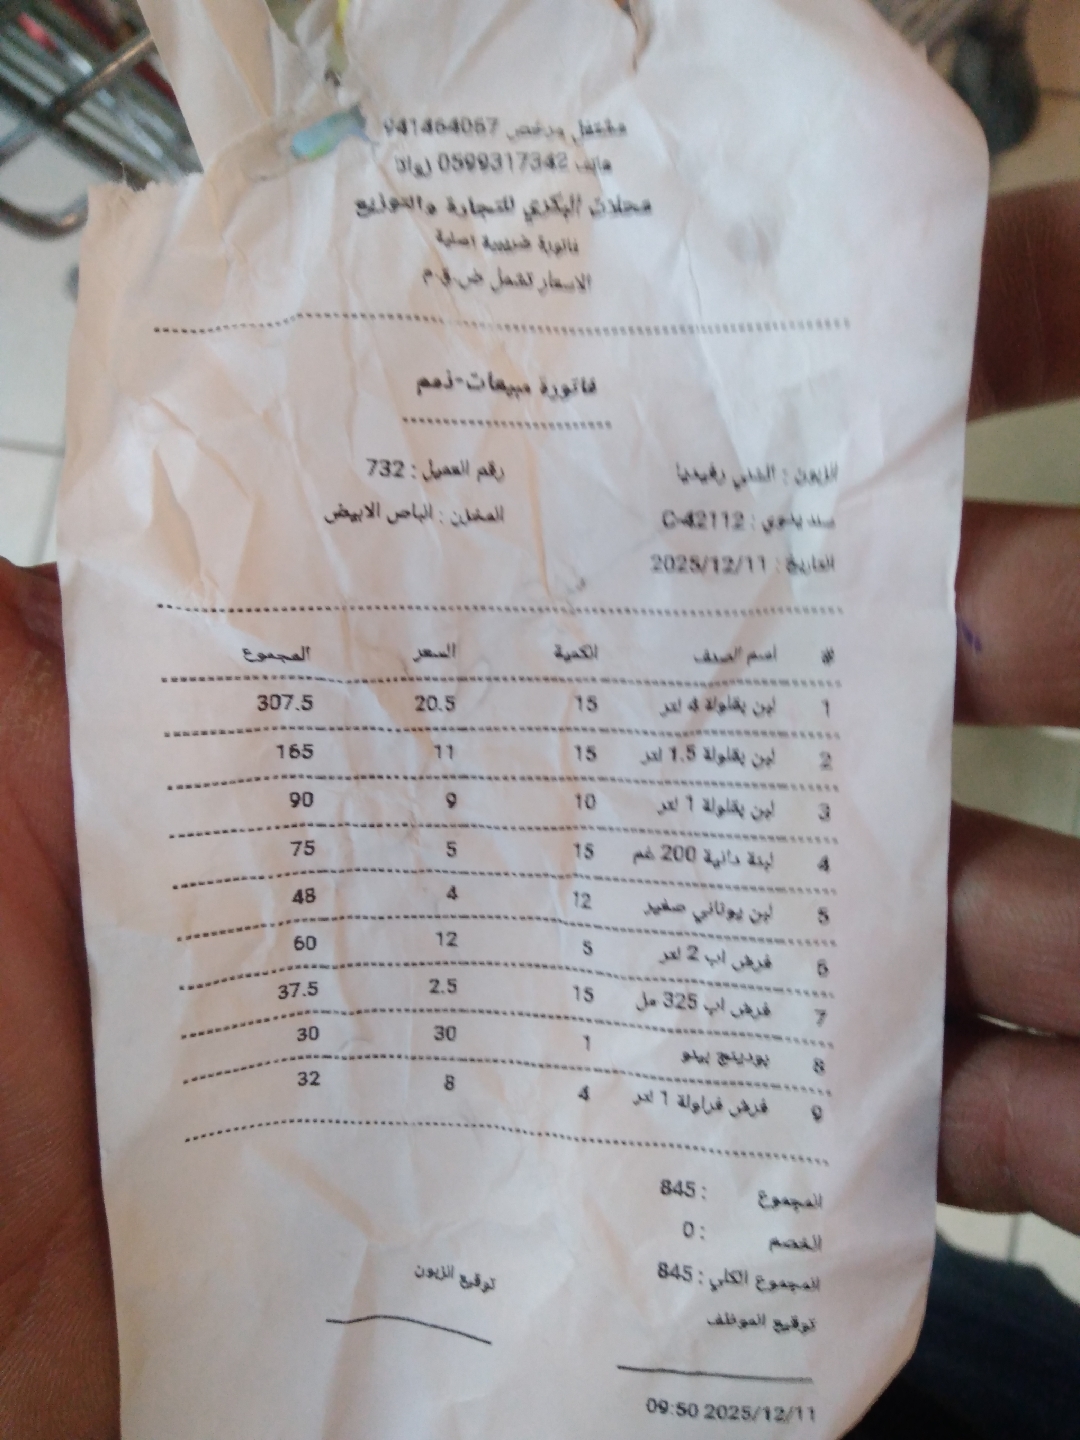 مشتغل مرخص 941464067
هاتف 0599317342 روان
محلات البكري للتجارة والتوزيع
فاتورة ضريبية اصلية
الاسعار تشمل ض.ق.م
فاتورة مبيعات-ذمم
الزبون : الشني رفيديا
رقم العميل : 732
سند يدوي : C-42112
المخزن : الباص الابيض
التاريخ : 2025/12/11
# اسم الصنف الكمية السعر المجموع
1 لبن بقلولة 4 لتر 15 20.5 307.5
2 لبن بقلولة 1.5 لتر 15 11 165
3 لبن بقلولة 1 لتر 10 9 90
4 لبنة دانية 200 غم 15 5 75
5 لبن يوناني صغير 12 4 48
6 فرش اب 2 لتر 5 12 60
7 فرش اب 325 مل 15 2.5 37.5
8 بودينج بينو 1 30 30
9 فرش فراولة 1 لتر 4 8 32
المجموع : 845
الخصم : 0
المجموع الكلي : 845
توقيع الموظف
توقيع الزبون
09:50 2025/12/11